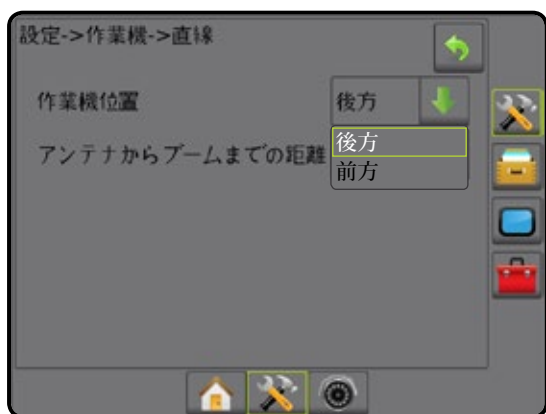 設定->作業機->直線
作業機位置 後方
アンテナからブームまでの距離
後方
前方